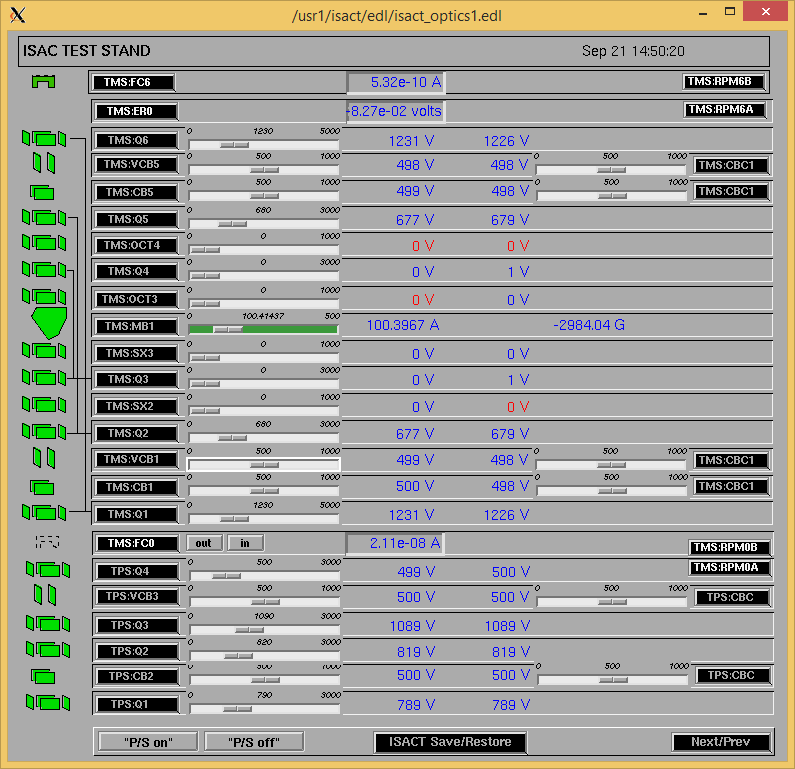 /usr1/isact/edl/isact_optics1.edl
ISAC TEST STAND Sep 21 14:50:20
TMS:FC6 5.32e-10 A TMS:RPM6B
TMS:ER0 -8.27e-02 volts TMS:RPM6A
TMS:Q6 0 1230 5000 1231 V 1226 V
TMS:VCB5 0 500 1000 498 V 498 V 0 500 1000 TMS:CBC1
TMS:CB5 0 500 1000 499 V 498 V 0 500 1000 TMS:CBC1
TMS:Q5 0 680 3000 677 V 679 V
TMS:OCT4 0 0 1000 0 V 0 V
TMS:Q4 0 0 3000 0 V 1 V
TMS:OCT3 0 0 1000 0 V 0 V
TMS:MB1 0 100.41437 500 100.3967 A -2984.04 G
TMS:SX3 0 0 1000 0 V 0 V
TMS:Q3 0 0 3000 0 V 1 V
TMS:SX2 0 0 1000 0 V 0 V
TMS:Q2 0 680 3000 677 V 679 V
TMS:VCB1 0 500 1000 499 V 498 V 0 500 1000 TMS:CBC1
TMS:CB1 0 500 1000 500 V 498 V 0 500 1000 TMS:CBC1
TMS:Q1 0 1230 5000 1231 V 1226 V
TMS:FC0 out in 2.11e-08 A TMS:RPM0B
TPS:Q4 0 500 3000 499 V 500 V TMS:RPM0A
TPS:VCB3 0 500 1000 500 V 500 V 0 500 1000 TPS:CBC
TPS:Q3 0 1090 3000 1089 V 1089 V
TPS:Q2 0 820 3000 819 V 819 V
TPS:CB2 0 500 1000 500 V 500 V 0 500 1000 TPS:CBC
TPS:Q1 0 790 3000 789 V 789 V
"P/S on" "P/S off" ISACT Save/Restore Next/Prev